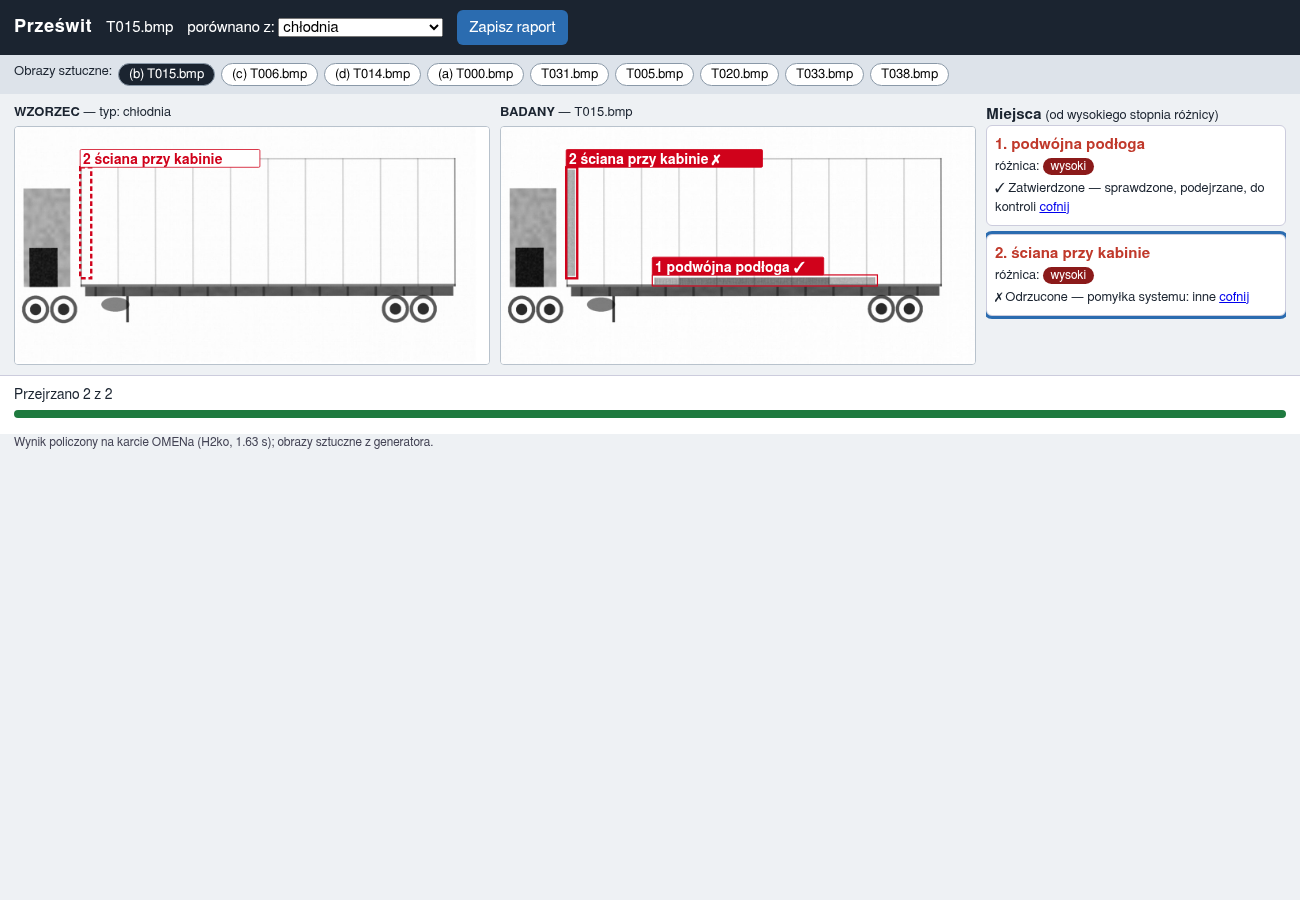 Prześwit T015.bmp porównano z: chłodnia Zapisz raport
Obrazy sztuczne: (b) T015.bmp (c) T006.bmp (d) T014.bmp (a) T000.bmp T031.bmp T005.bmp T020.bmp T033.bmp T038.bmp
WZORZEC — typ: chłodnia
2 ściana przy kabinie
BADANY — T015.bmp
2 ściana przy kabinie ✗
1 podwójna podłoga ✓
Miejsca (od wysokiego stopnia różnicy)
1. podwójna podłoga
różnica: wysoki
✓ Zatwierdzone — sprawdzone, podejrzane, do
kontroli cofnij
2. ściana przy kabinie
różnica: wysoki
✗ Odrzucone — pomyłka systemu: inne cofnij
Przejrzano 2 z 2
Wynik policzony na karcie OMENa (H2ko, 1.63 s); obrazy sztuczne z generatora.